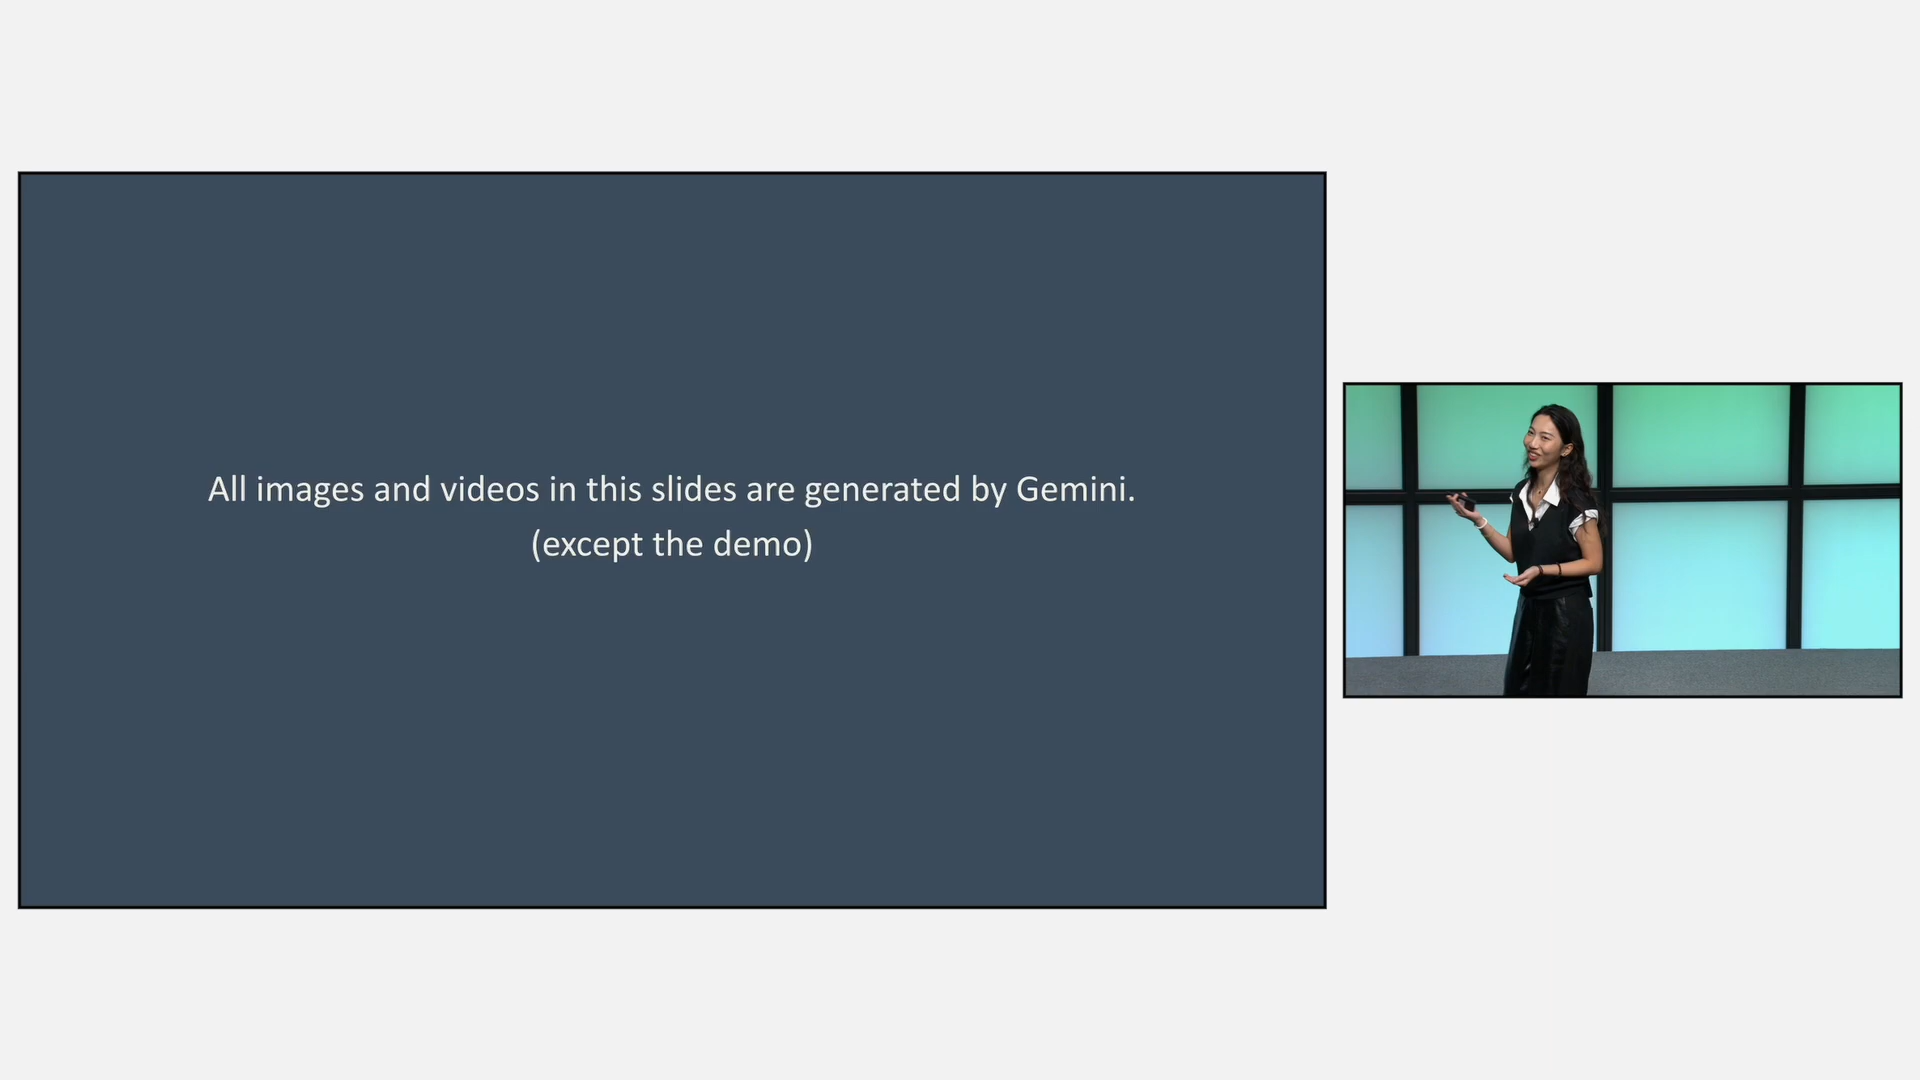 All images and videos in this slides are generated by Gemini.
(except the demo)